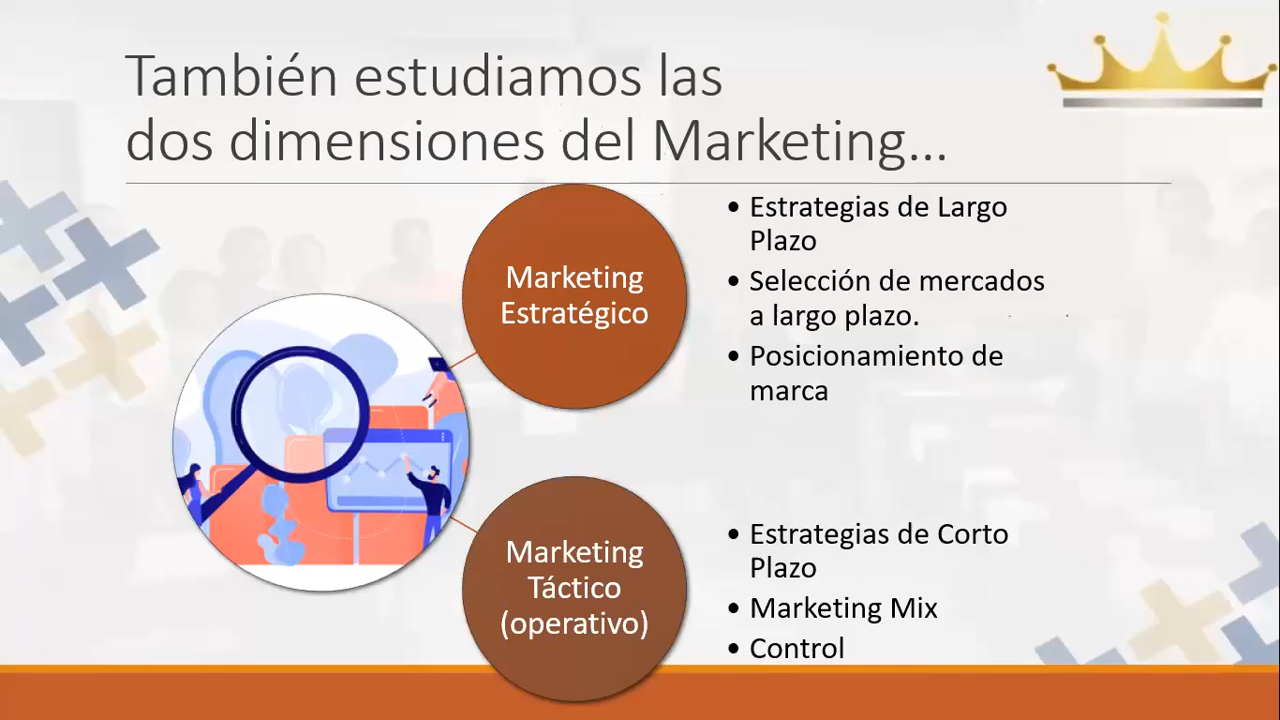 También estudiamos las
dos dimensiones del Marketing...
Marketing
Estratégico
• Estrategias de Largo
Plazo
• Selección de mercados
a largo plazo.
• Posicionamiento de
marca
Marketing
Táctico
(operativo)
• Estrategias de Corto
Plazo
• Marketing Mix
• Control